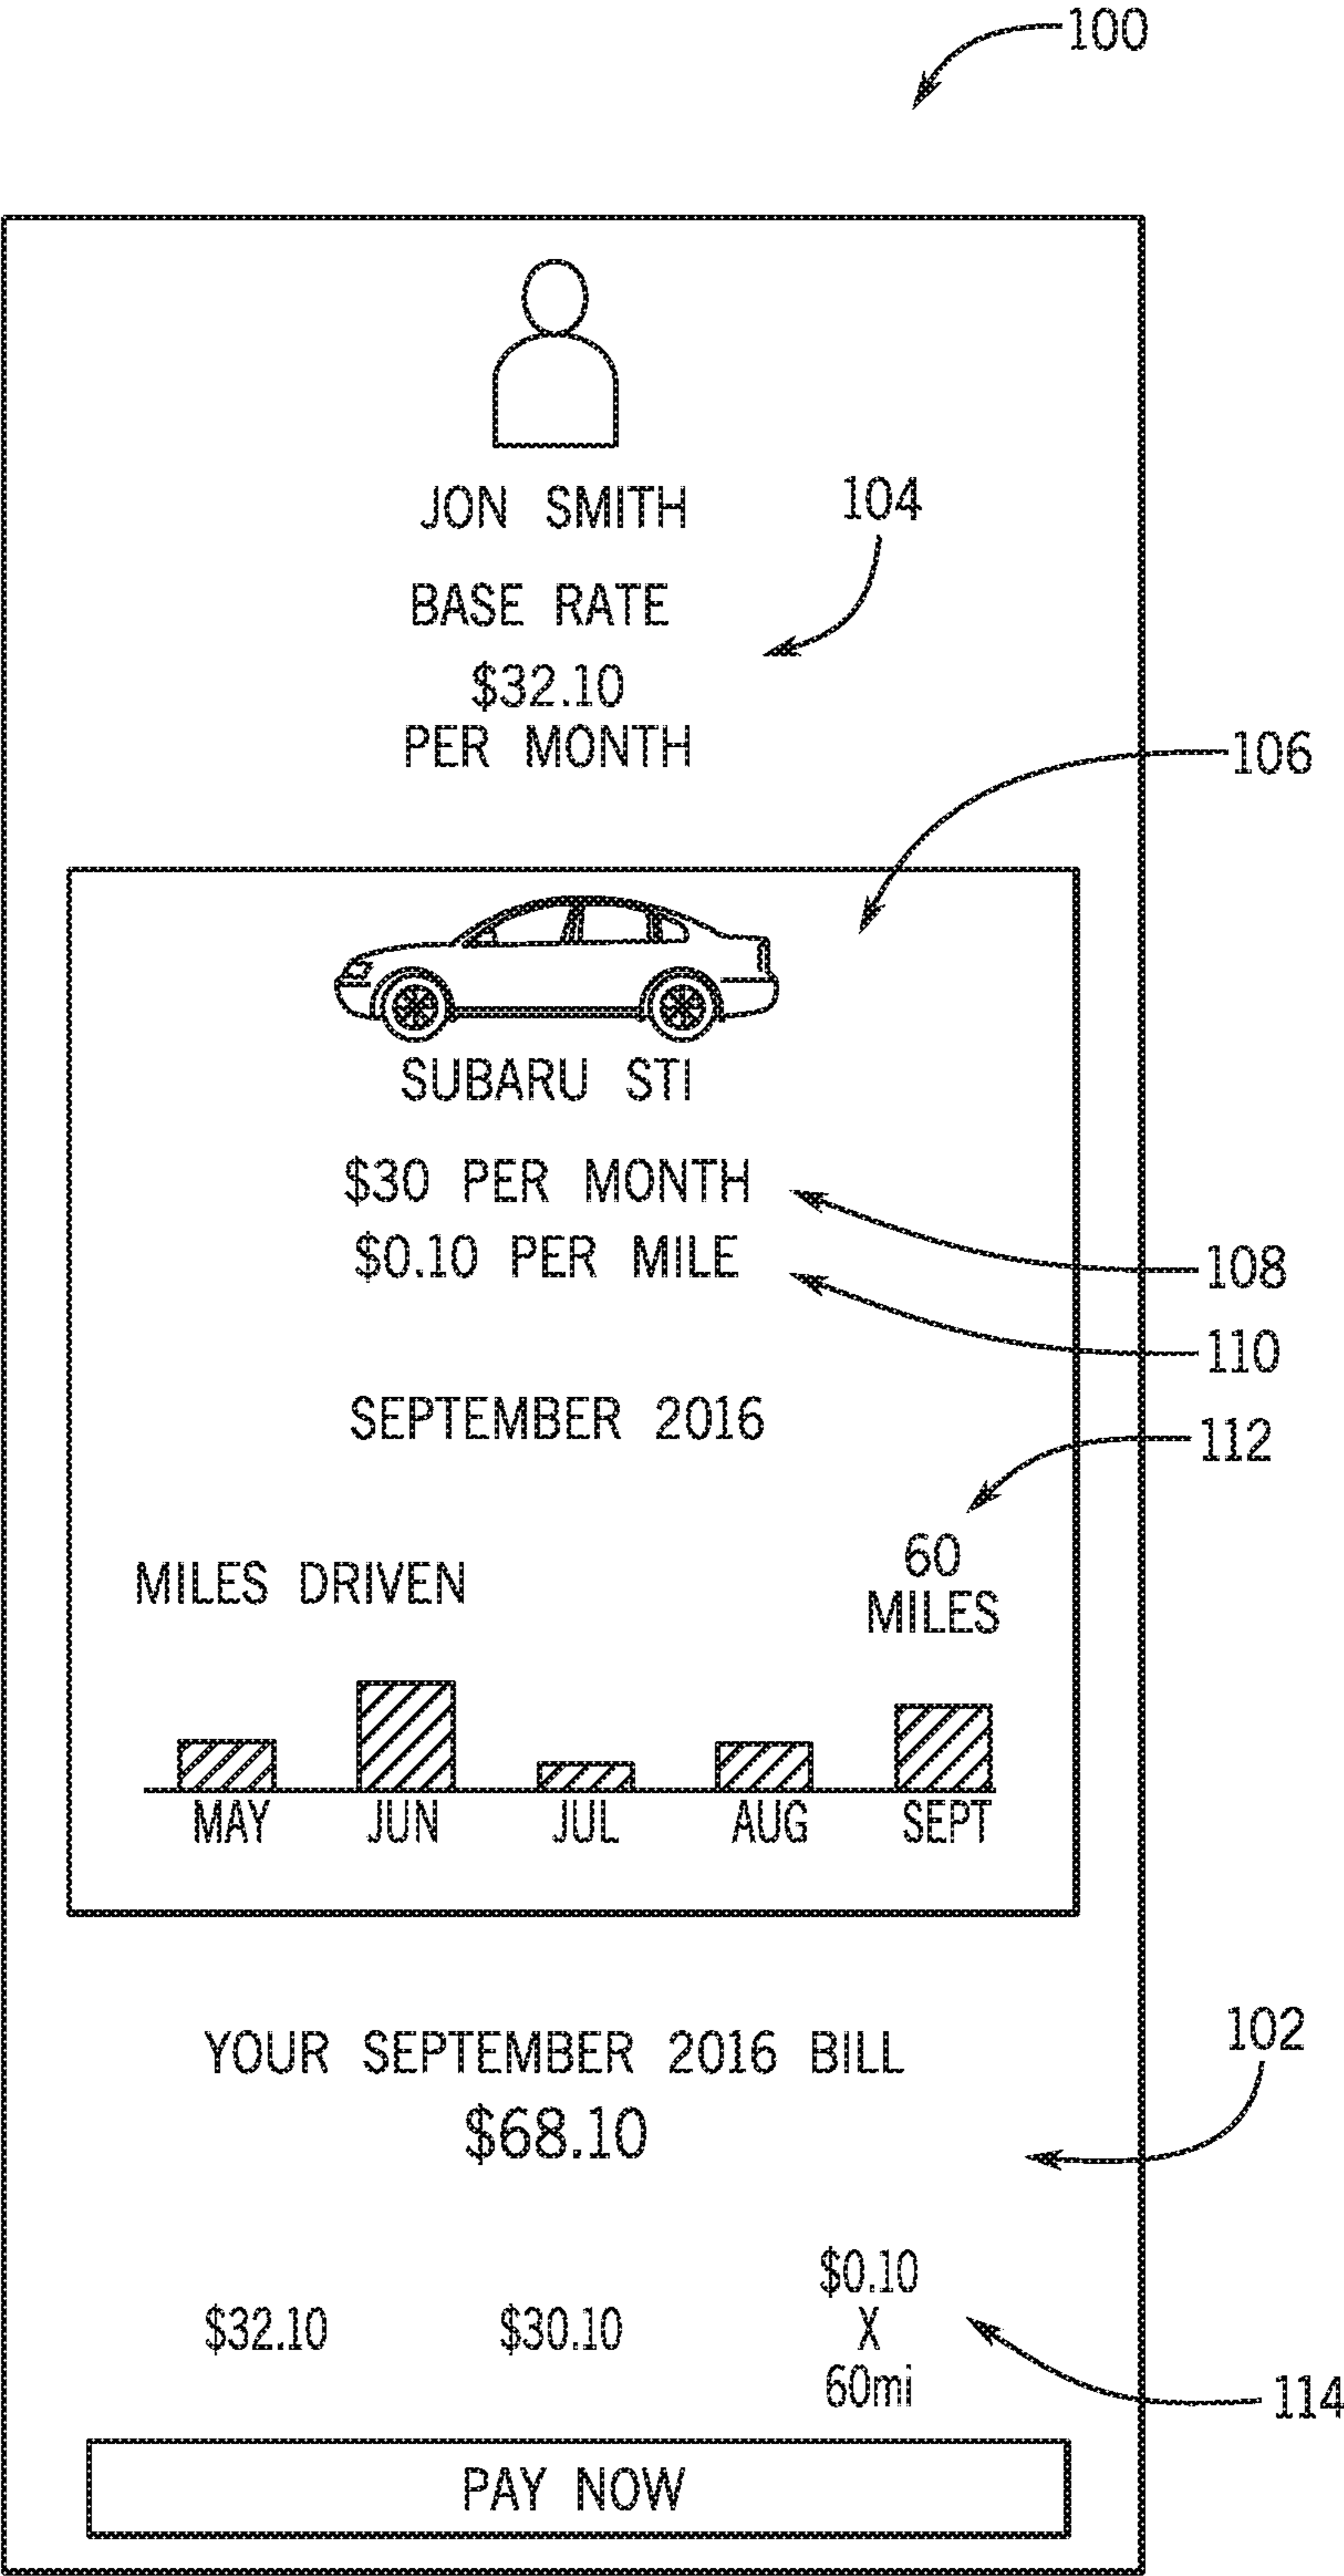 100
JON SMITH
104
BASE RATE
$32.10
PER MONTH
106
SUBARU STI
$30 PER MONTH
$0.10 PER MILE
108
110
SEPTEMBER 2016
112
60
MILES DRIVEN
MILES
MAY JUN JUL AUG SEPT
102
YOUR SEPTEMBER 2016 BILL
$68.10
$0.10
$32.10 $30.10 X
60mi
114
PAY NOW